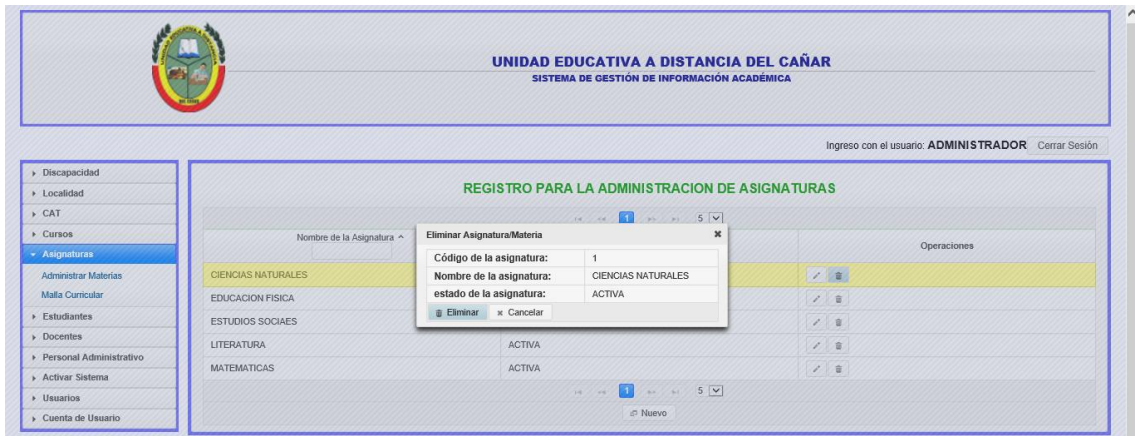 UNIDAD EDUCATIVA A DISTANCIA DEL CAÑAR
SISTEMA DE GESTIÓN DE INFORMACIÓN ACADÉMICA
Ingreso con el usuario: ADMINISTRADOR Cerrar Sesión
Discapacidad
Localidad
CAT
Cursos
Asignaturas
Administrar Materias
Malla Curricular
Estudiantes
Docentes
Personal Administrativo
Activar Sistema
Usuarios
Cuenta de Usuario
REGISTRO PARA LA ADMINISTRACION DE ASIGNATURAS
1 5
Nombre de la Asignatura Operaciones
CIENCIAS NATURALES
EDUCACION FISICA
ESTUDIOS SOCIAES
LITERATURA ACTIVA
MATEMATICAS ACTIVA
1 5
Nuevo
Eliminar Asignatura/Materia
Código de la asignatura: 1
Nombre de la asignatura: CIENCIAS NATURALES
estado de la asignatura: ACTIVA
Eliminar Cancelar